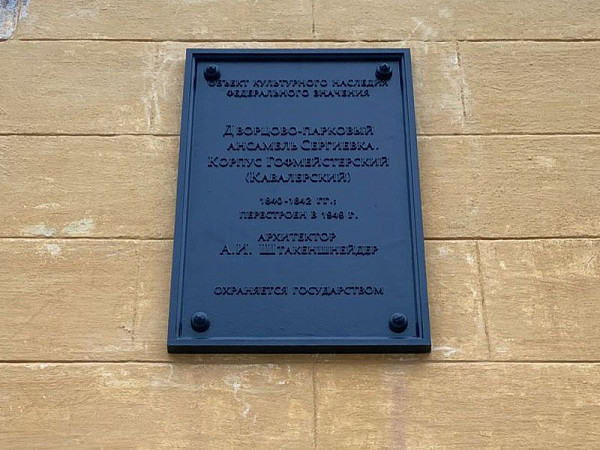 ОБЪЕКТ КУЛЬТУРНОГО НАСЛЕДИЯ
ФЕДЕРАЛЬНОГО ЗНАЧЕНИЯ
ДВОРЦОВО-ПАРКОВЫЙ
АНСАМБЛЬ СЕРГИЕВКА.
КОРПУС ГОФМЕЙСТЕРСКИЙ
(КАВАЛЕРСКИЙ)
1840-1842 ГГ.;
ПЕРЕСТРОЕН В 1848 Г.
АРХИТЕКТОР
А.И. ШТАКЕНШНЕЙДЕР
ОХРАНЯЕТСЯ ГОСУДАРСТВОМ